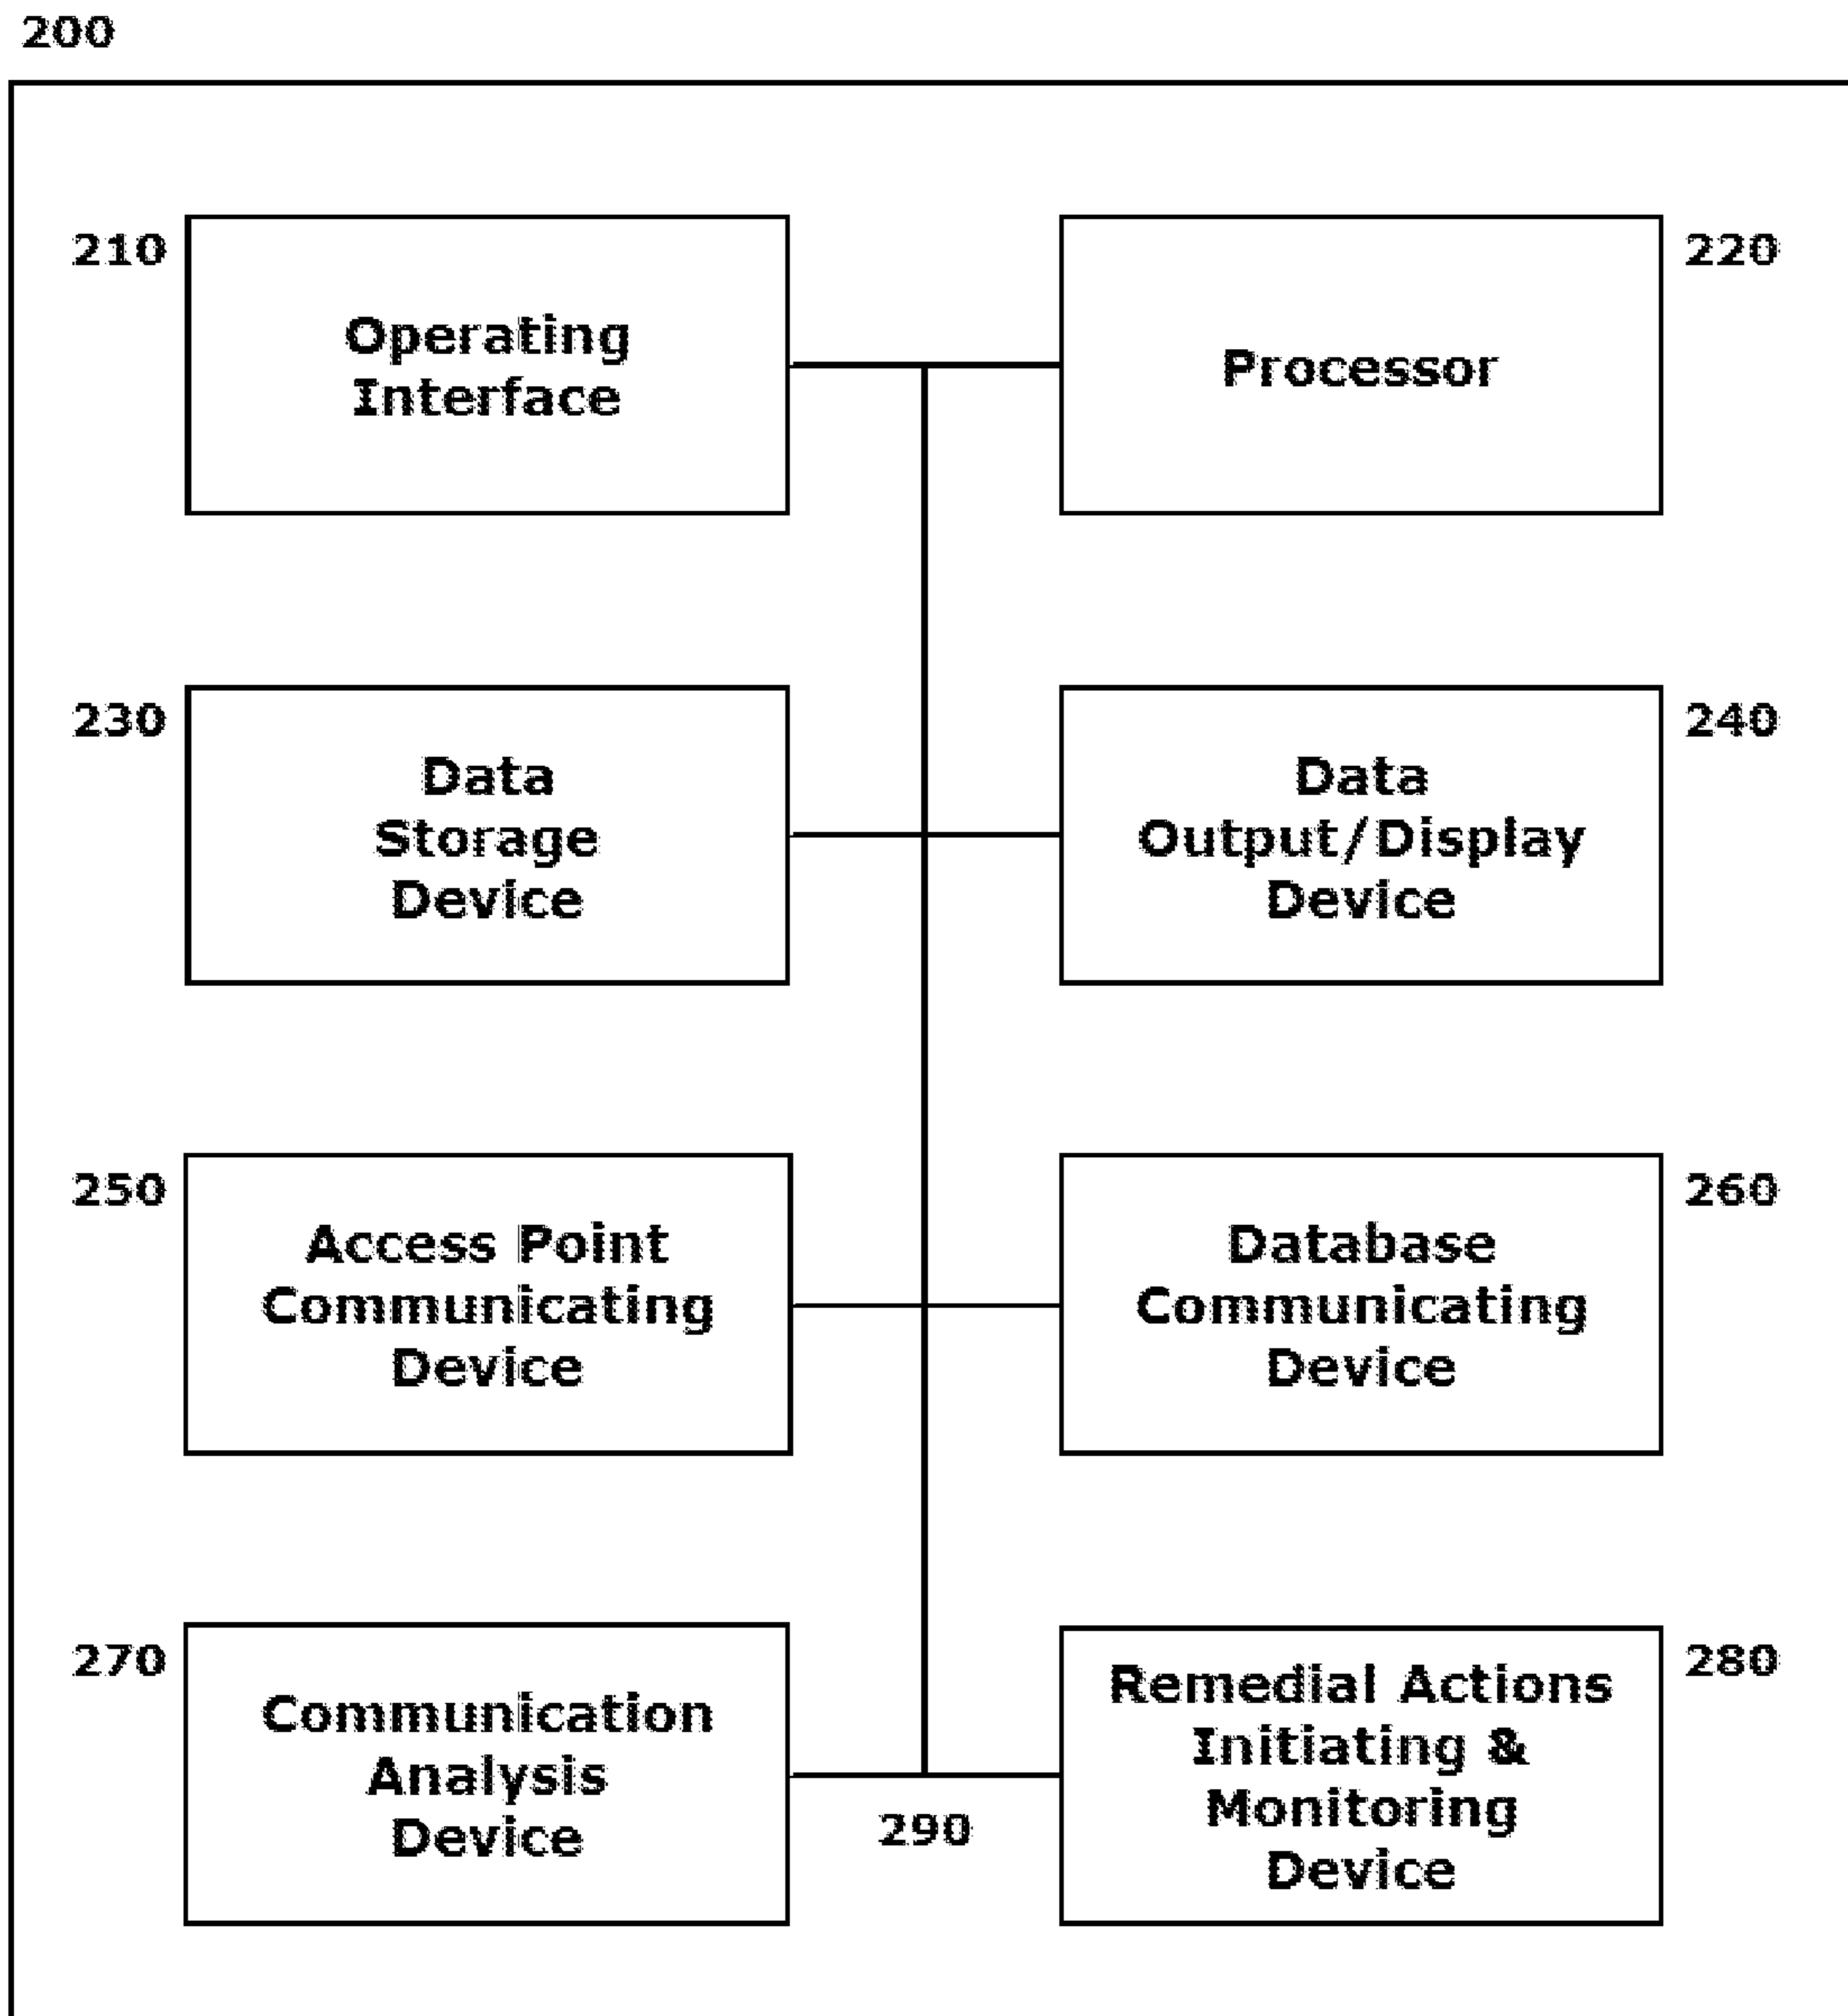 200
210
Operating
Interface
220
Processor
230
Data
Storage
Device
240
Data
Output/Display
Device
250
Access Point
Communicating
Device
260
Database
Communicating
Device
270
Communication
Analysis
Device
280
Remedial Actions
Initiating &
Monitoring
Device
290